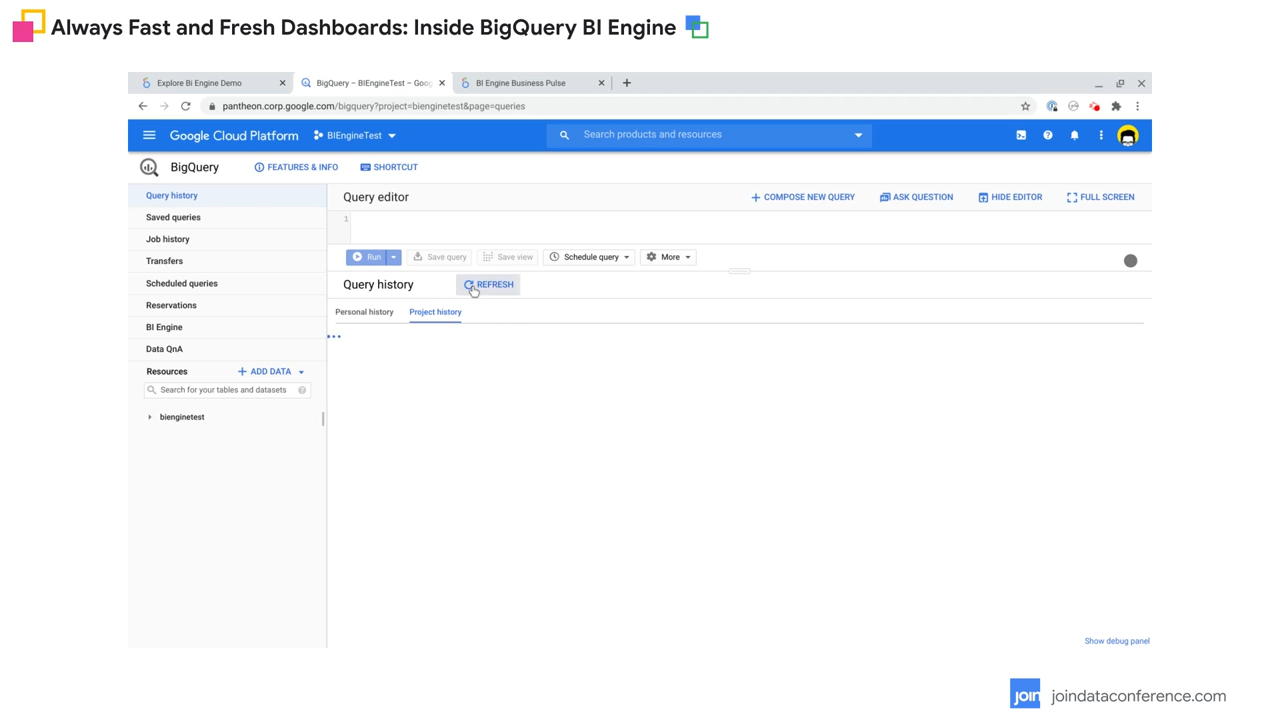 Always Fast and Fresh Dashboards: Inside BigQuery BI Engine
Explore Bi Engine Demo
BigQuery – BIEngineTest – Goog
BI Engine Business Pulse
pantheon.corp.google.com/bigquery?project=bienginetest&page=queries
Google Cloud Platform
BIEngineTest
Search products and resources
BigQuery
FEATURES & INFO
SHORTCUT
Query history
Saved queries
Job history
Transfers
Scheduled queries
Reservations
BI Engine
Data QnA
Resources
ADD DATA
Search for your tables and datasets
bienginetest
Query editor
COMPOSE NEW QUERY
ASK QUESTION
HIDE EDITOR
FULL SCREEN
1
Run
Save query
Save view
Schedule query
More
Query history
REFRESH
Personal history
Project history
Show debug panel
join
joindataconference.com